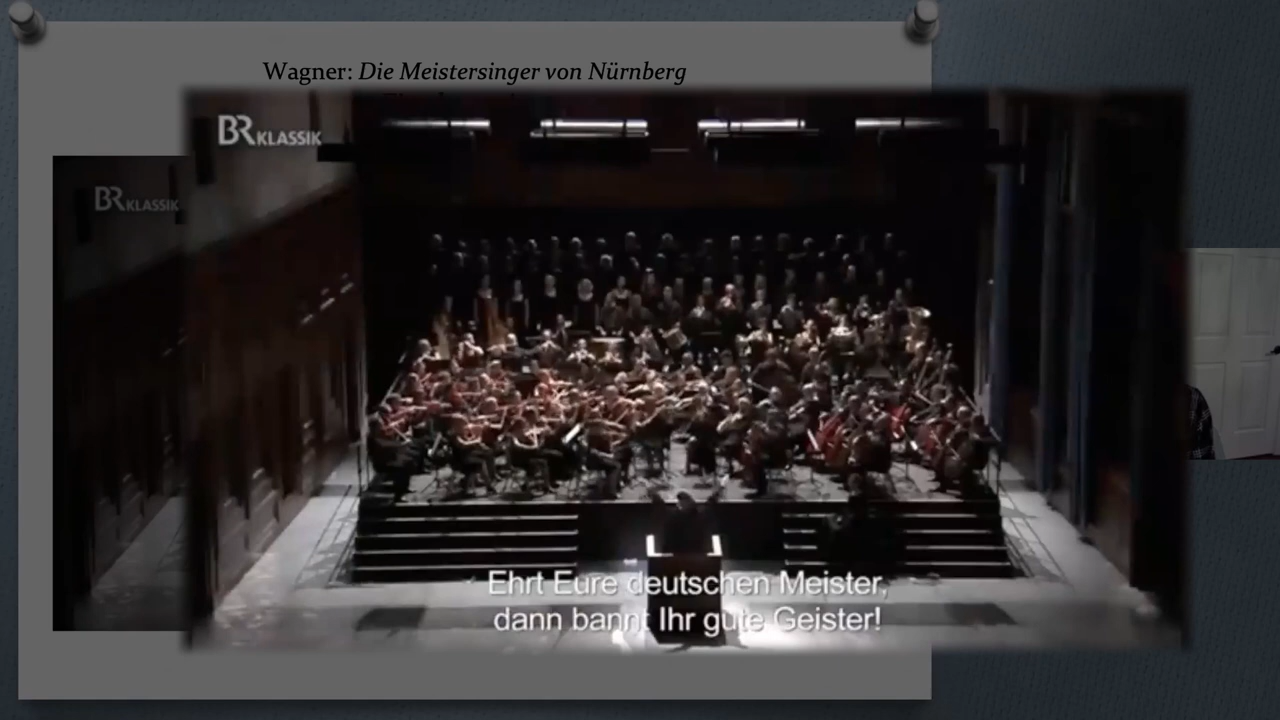 Wagner: Die Meistersinger von Nürnberg
BR KLASSIK
BR KLASSIK
Ehrt Eure deutschen Meister,
dann bannt Ihr gute Geister!